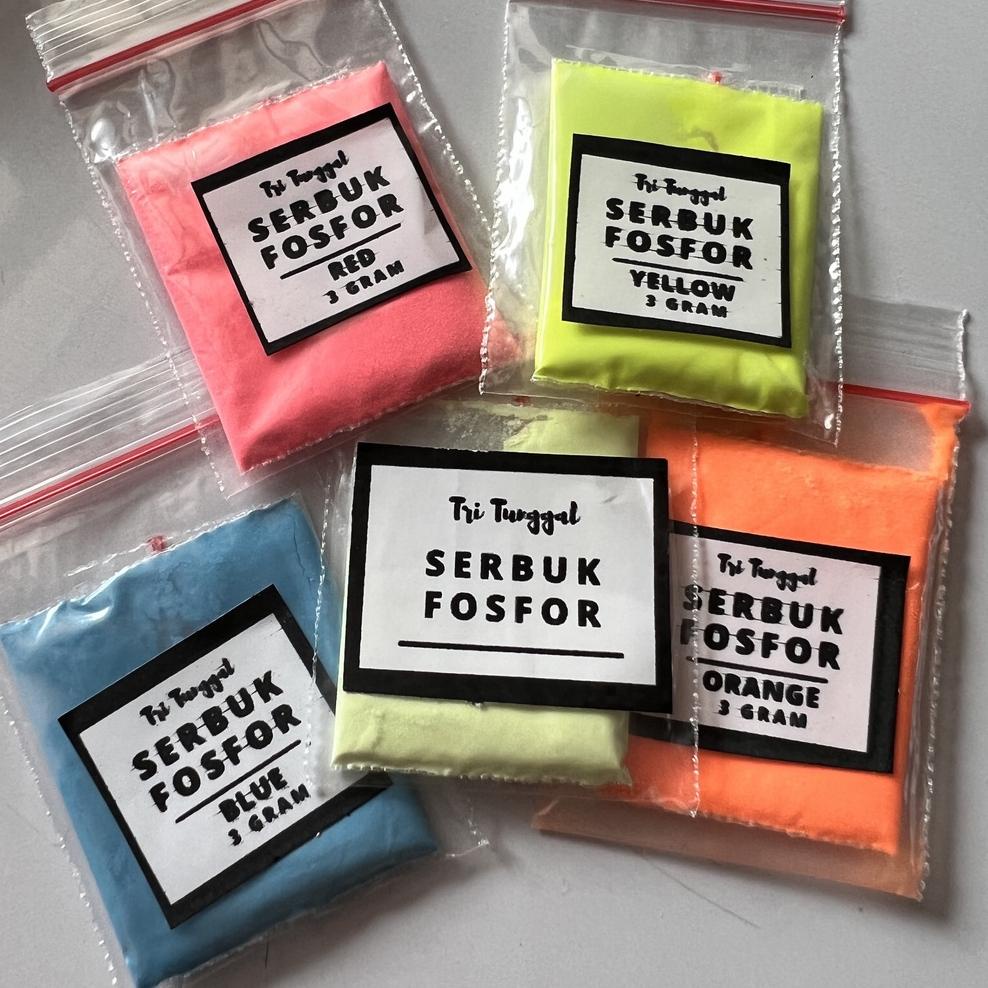 Tri Tunggal
SERBUK
FOSFOR
RED
3 GRAM
Tri Tunggal
SERBUK
FOSFOR
YELLOW
3 GRAM
Tri Tunggal
SERBUK
FOSFOR
Tri Tunggal
SERBUK
FOSFOR
ORANGE
3 GRAM
Tri Tunggal
SERBUK
FOSFOR
BLUE
3 GRAM